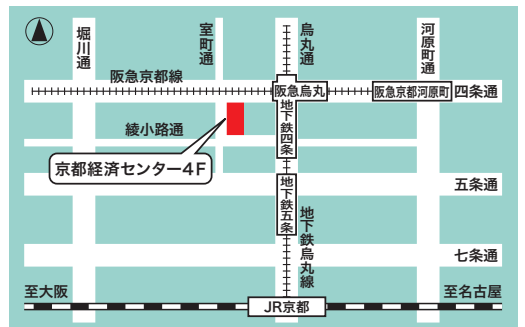 堀川通
室町通
烏丸通
河原町通
阪急京都線
阪急烏丸
阪急京都河原町
四条通
地下鉄四条
綾小路通
京都経済センター4F
五条通
地下鉄五条
地下鉄烏丸線
七条通
至大阪
至名古屋
JR京都